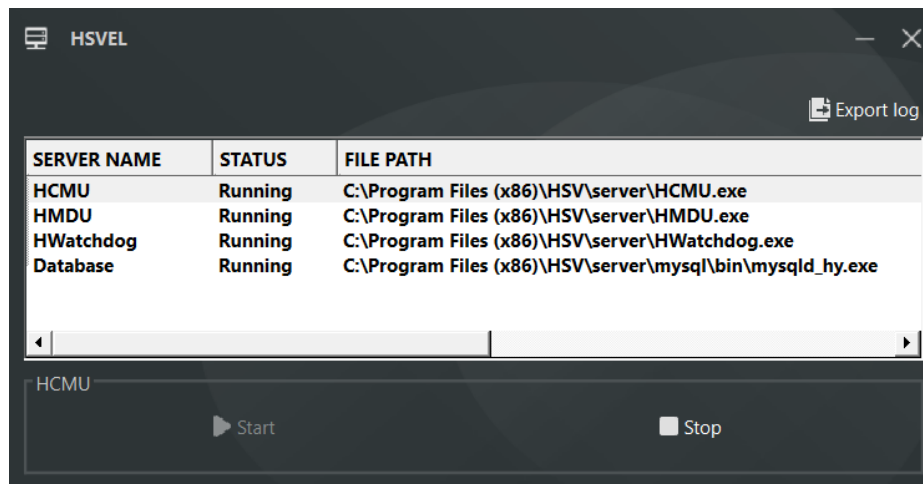 HSVEL
Export log
SERVER NAME STATUS FILE PATH
HCMU Running C:\Program Files (x86)\HSV\server\HCMU.exe
HMDU Running C:\Program Files (x86)\HSV\server\HMDU.exe
HWatchdog Running C:\Program Files (x86)\HSV\server\HWatchdog.exe
Database Running C:\Program Files (x86)\HSV\server\mysql\bin\mysqld_hy.exe
HCMU
Start Stop